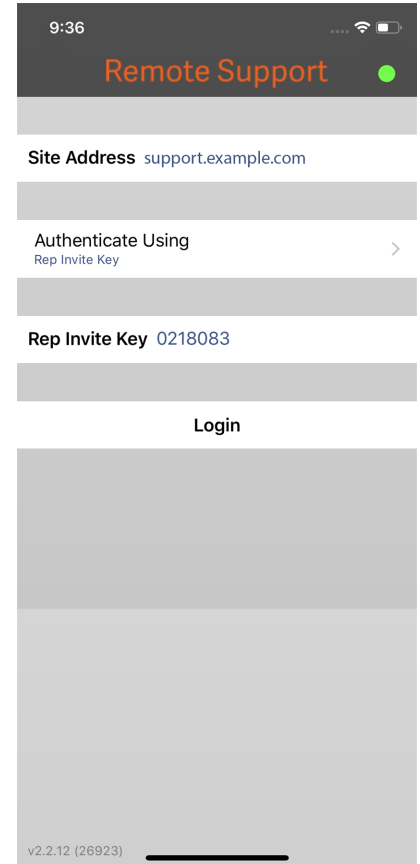 9:36
Remote Support
Site Address support.example.com
Authenticate Using
Rep Invite Key
Rep Invite Key 0218083
Login
v2.2.12 (26923)